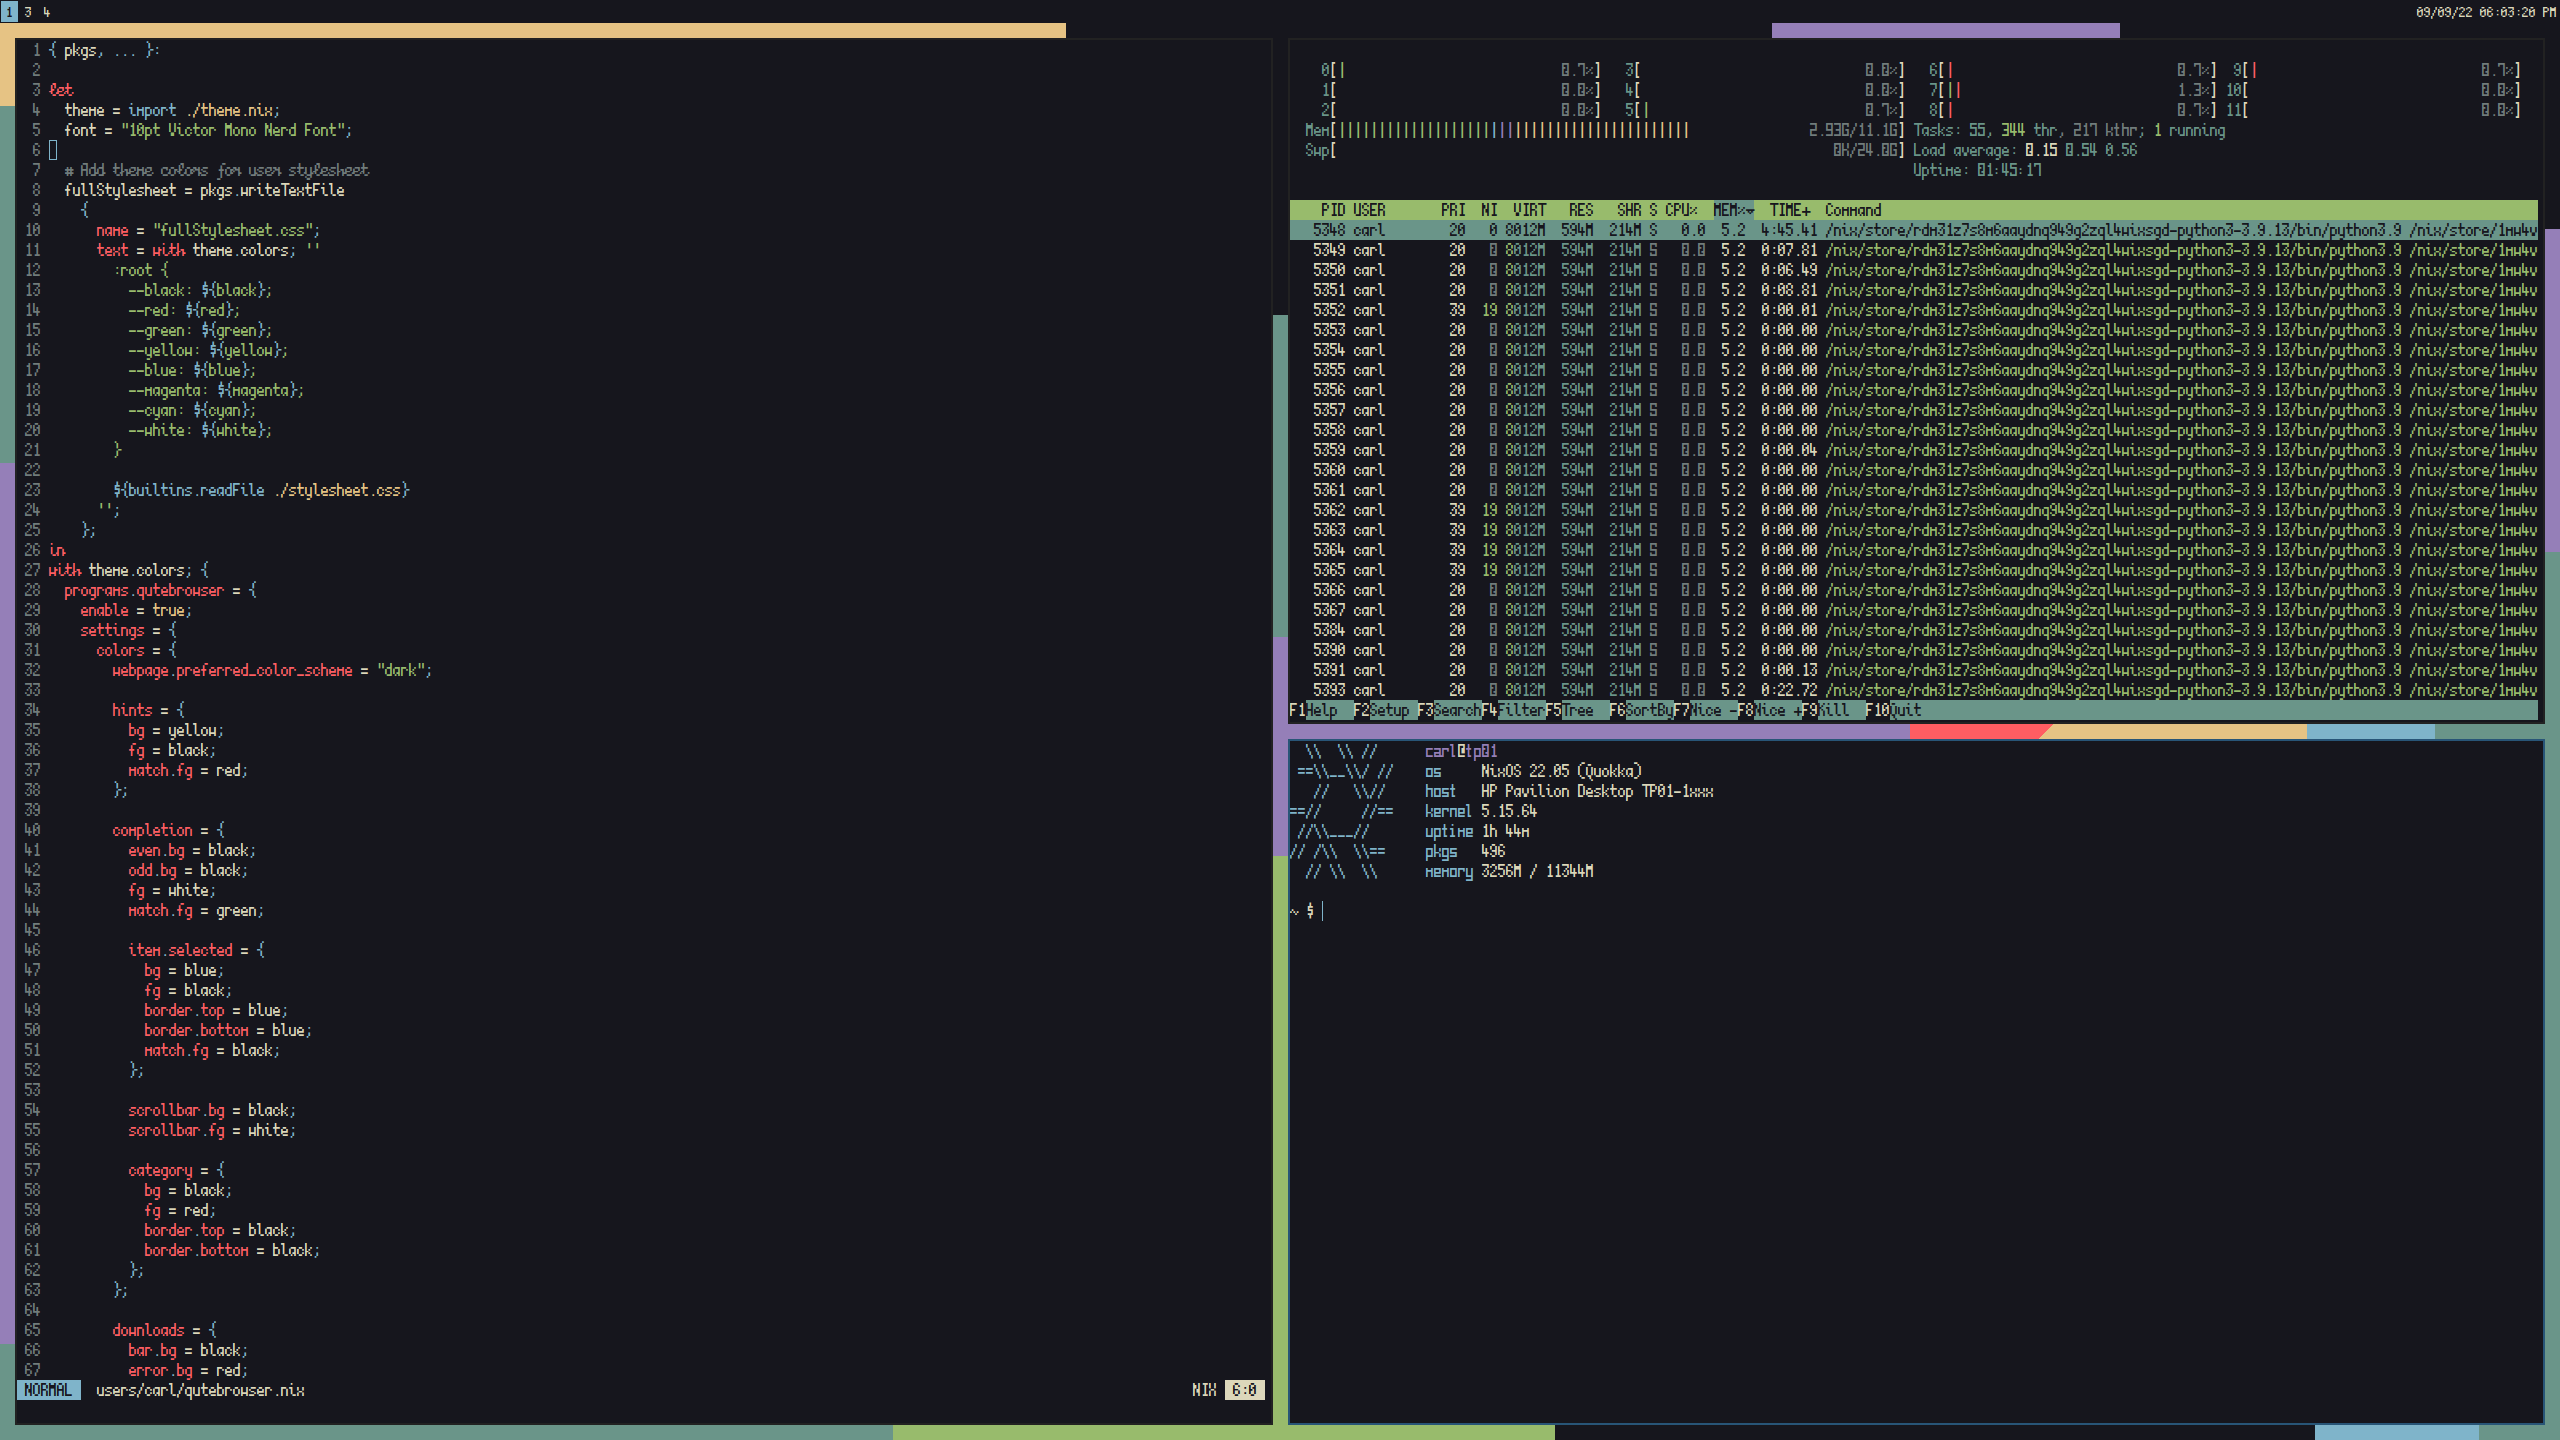 1 3 4
09/09/22 06:03:20 PM
1 { pkgs, ... }:
2
3 let
4 theme = import ./theme.nix;
5 font = "10pt Victor Mono Nerd Font";
6
7 # Add theme colors for user stylesheet
8 fullStylesheet = pkgs.writeTextFile
9 {
10 name = "fullStylesheet.css";
11 text = with theme.colors; ''
12 :root {
13 --black: ${black};
14 --red: ${red};
15 --green: ${green};
16 --yellow: ${yellow};
17 --blue: ${blue};
18 --magenta: ${magenta};
19 --cyan: ${cyan};
20 --white: ${white};
21 }
22
23 ${builtins.readFile ./stylesheet.css}
24 '';
25 };
26 in
27 with theme.colors; {
28 programs.qutebrowser = {
29 enable = true;
30 settings = {
31 colors = {
32 webpage.preferred_color_scheme = "dark";
33
34 hints = {
35 bg = yellow;
36 fg = black;
37 match.fg = red;
38 };
39
40 completion = {
41 even.bg = black;
42 odd.bg = black;
43 fg = white;
44 match.fg = green;
45
46 item.selected = {
47 bg = blue;
48 fg = black;
49 border.top = blue;
50 border.bottom = blue;
51 match.fg = black;
52 };
53
54 scrollbar.bg = black;
55 scrollbar.fg = white;
56
57 category = {
58 bg = black;
59 fg = red;
60 border.top = black;
61 border.bottom = black;
62 };
63 };
64
65 downloads = {
66 bar.bg = black;
67 error.bg = red;
NORMAL users/carl/qutebrowser.nix NIX 6:0
0[| 0.7%] 3[ 0.0%] 6[| 0.7%] 9[| 0.7%]
1[ 0.0%] 4[ 0.0%] 7[|| 1.3%] 10[ 0.0%]
2[ 0.0%] 5[| 0.7%] 8[| 0.7%] 11[ 0.0%]
Mem[||||||||||||||||||||||||||||||||||||||||||||2.93G/11.1G] Tasks: 55, 344 thr, 217 kthr; 1 running
Swp[ 0K/24.0G] Load average: 0.15 0.54 0.56
Uptime: 01:45:17
PID USER PRI NI VIRT RES SHR S CPU% MEM%▽ TIME+ Command
5348 carl 20 0 8012M 594M 214M S 0.0 5.2 4:45.41 /nix/store/rdm31z7s8m6aaydnq949g2zql4wixsgd-python3-3.9.13/bin/python3.9 /nix/store/1mw4v
5349 carl 20 0 8012M 594M 214M S 0.0 5.2 0:07.81 /nix/store/rdm31z7s8m6aaydnq949g2zql4wixsgd-python3-3.9.13/bin/python3.9 /nix/store/1mw4v
5350 carl 20 0 8012M 594M 214M S 0.0 5.2 0:06.49 /nix/store/rdm31z7s8m6aaydnq949g2zql4wixsgd-python3-3.9.13/bin/python3.9 /nix/store/1mw4v
5351 carl 20 0 8012M 594M 214M S 0.0 5.2 0:08.81 /nix/store/rdm31z7s8m6aaydnq949g2zql4wixsgd-python3-3.9.13/bin/python3.9 /nix/store/1mw4v
5352 carl 39 19 8012M 594M 214M S 0.0 5.2 0:00.01 /nix/store/rdm31z7s8m6aaydnq949g2zql4wixsgd-python3-3.9.13/bin/python3.9 /nix/store/1mw4v
5353 carl 20 0 8012M 594M 214M S 0.0 5.2 0:00.00 /nix/store/rdm31z7s8m6aaydnq949g2zql4wixsgd-python3-3.9.13/bin/python3.9 /nix/store/1mw4v
5354 carl 20 0 8012M 594M 214M S 0.0 5.2 0:00.00 /nix/store/rdm31z7s8m6aaydnq949g2zql4wixsgd-python3-3.9.13/bin/python3.9 /nix/store/1mw4v
5355 carl 20 0 8012M 594M 214M S 0.0 5.2 0:00.00 /nix/store/rdm31z7s8m6aaydnq949g2zql4wixsgd-python3-3.9.13/bin/python3.9 /nix/store/1mw4v
5356 carl 20 0 8012M 594M 214M S 0.0 5.2 0:00.00 /nix/store/rdm31z7s8m6aaydnq949g2zql4wixsgd-python3-3.9.13/bin/python3.9 /nix/store/1mw4v
5357 carl 20 0 8012M 594M 214M S 0.0 5.2 0:00.00 /nix/store/rdm31z7s8m6aaydnq949g2zql4wixsgd-python3-3.9.13/bin/python3.9 /nix/store/1mw4v
5358 carl 20 0 8012M 594M 214M S 0.0 5.2 0:00.00 /nix/store/rdm31z7s8m6aaydnq949g2zql4wixsgd-python3-3.9.13/bin/python3.9 /nix/store/1mw4v
5359 carl 20 0 8012M 594M 214M S 0.0 5.2 0:00.04 /nix/store/rdm31z7s8m6aaydnq949g2zql4wixsgd-python3-3.9.13/bin/python3.9 /nix/store/1mw4v
5360 carl 20 0 8012M 594M 214M S 0.0 5.2 0:00.00 /nix/store/rdm31z7s8m6aaydnq949g2zql4wixsgd-python3-3.9.13/bin/python3.9 /nix/store/1mw4v
5361 carl 20 0 8012M 594M 214M S 0.0 5.2 0:00.00 /nix/store/rdm31z7s8m6aaydnq949g2zql4wixsgd-python3-3.9.13/bin/python3.9 /nix/store/1mw4v
5362 carl 39 19 8012M 594M 214M S 0.0 5.2 0:00.00 /nix/store/rdm31z7s8m6aaydnq949g2zql4wixsgd-python3-3.9.13/bin/python3.9 /nix/store/1mw4v
5363 carl 39 19 8012M 594M 214M S 0.0 5.2 0:00.00 /nix/store/rdm31z7s8m6aaydnq949g2zql4wixsgd-python3-3.9.13/bin/python3.9 /nix/store/1mw4v
5364 carl 39 19 8012M 594M 214M S 0.0 5.2 0:00.00 /nix/store/rdm31z7s8m6aaydnq949g2zql4wixsgd-python3-3.9.13/bin/python3.9 /nix/store/1mw4v
5365 carl 39 19 8012M 594M 214M S 0.0 5.2 0:00.00 /nix/store/rdm31z7s8m6aaydnq949g2zql4wixsgd-python3-3.9.13/bin/python3.9 /nix/store/1mw4v
5366 carl 20 0 8012M 594M 214M S 0.0 5.2 0:00.00 /nix/store/rdm31z7s8m6aaydnq949g2zql4wixsgd-python3-3.9.13/bin/python3.9 /nix/store/1mw4v
5367 carl 20 0 8012M 594M 214M S 0.0 5.2 0:00.00 /nix/store/rdm31z7s8m6aaydnq949g2zql4wixsgd-python3-3.9.13/bin/python3.9 /nix/store/1mw4v
5384 carl 20 0 8012M 594M 214M S 0.0 5.2 0:00.00 /nix/store/rdm31z7s8m6aaydnq949g2zql4wixsgd-python3-3.9.13/bin/python3.9 /nix/store/1mw4v
5390 carl 20 0 8012M 594M 214M S 0.0 5.2 0:00.00 /nix/store/rdm31z7s8m6aaydnq949g2zql4wixsgd-python3-3.9.13/bin/python3.9 /nix/store/1mw4v
5391 carl 20 0 8012M 594M 214M S 0.0 5.2 0:00.13 /nix/store/rdm31z7s8m6aaydnq949g2zql4wixsgd-python3-3.9.13/bin/python3.9 /nix/store/1mw4v
5393 carl 20 0 8012M 594M 214M S 0.0 5.2 0:22.72 /nix/store/rdm31z7s8m6aaydnq949g2zql4wixsgd-python3-3.9.13/bin/python3.9 /nix/store/1mw4v
F1Help F2Setup F3SearchF4FilterF5Tree F6SortByF7Nice -F8Nice +F9Kill F10Quit
\\ \\ // carl@tp01
==\\__\\/ // os NixOS 22.05 (Quokka)
// \\// host HP Pavilion Desktop TP01-1xxx
==// //== kernel 5.15.64
//\\___// uptime 1h 44m
// /\\ \\== pkgs 496
// \\ \\ memory 3256M / 11344M
~ $